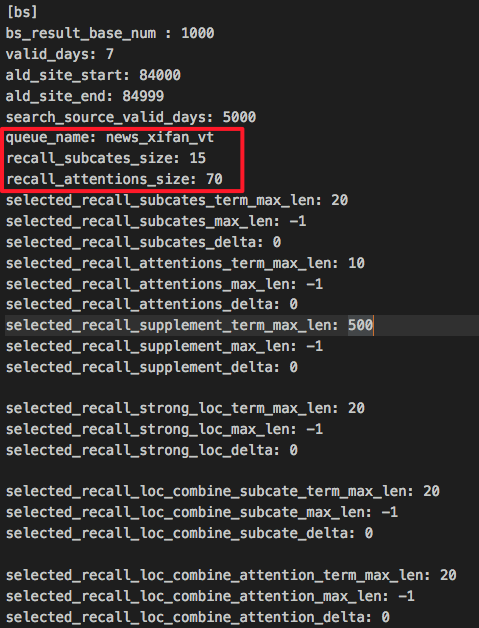 [bs]
bs_result_base_num : 1000
valid_days: 7
ald_site_start: 84000
ald_site_end: 84999
search_source_valid_days: 5000
queue_name: news_xifan_vt
recall_subcates_size: 15
recall_attentions_size: 70
selected_recall_subcates_term_max_len: 20
selected_recall_subcates_max_len: -1
selected_recall_subcates_delta: 0
selected_recall_attentions_term_max_len: 10
selected_recall_attentions_max_len: -1
selected_recall_attentions_delta: 0
selected_recall_supplement_term_max_len: 500
selected_recall_supplement_max_len: -1
selected_recall_supplement_delta: 0
selected_recall_strong_loc_term_max_len: 20
selected_recall_strong_loc_max_len: -1
selected_recall_strong_loc_delta: 0
selected_recall_loc_combine_subcate_term_max_len: 20
selected_recall_loc_combine_subcate_max_len: -1
selected_recall_loc_combine_subcate_delta: 0
selected_recall_loc_combine_attention_term_max_len: 20
selected_recall_loc_combine_attention_max_len: -1
selected_recall_loc_combine_attention_delta: 0